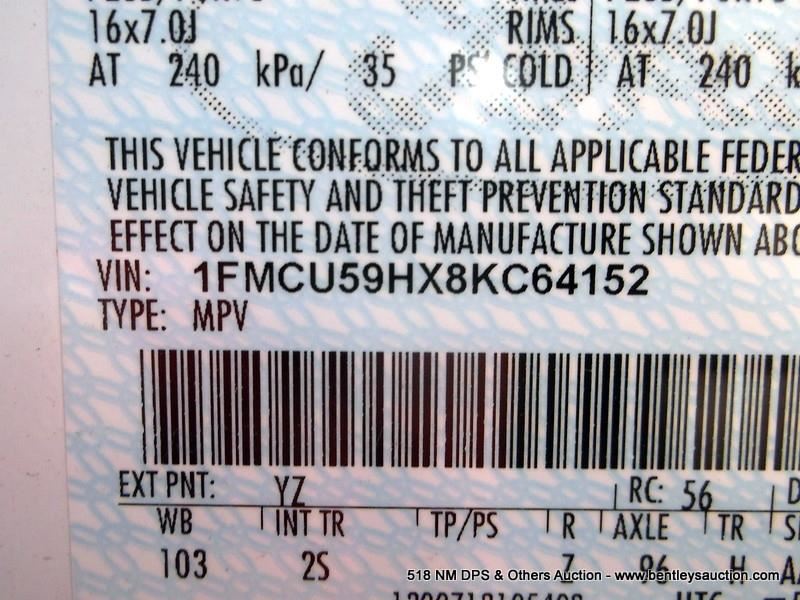 16x7.0J RIMS 16x7.0J
AT 240 kPa/ 35 PSI COLD AT 240
THIS VEHICLE CONFORMS TO ALL APPLICABLE FEDER
VEHICLE SAFETY AND THEFT PREVENTION STANDARD
EFFECT ON THE DATE OF MANUFACTURE SHOWN ABO
VIN: 1FMCU59HX8KC64152
TYPE: MPV
EXT PNT: YZ RC: 56 D
WB INT TR TP/PS R AXLE TR S
103 2S Z 96 H A
518 NM DPS & Others Auction - www.bentleysauction.com